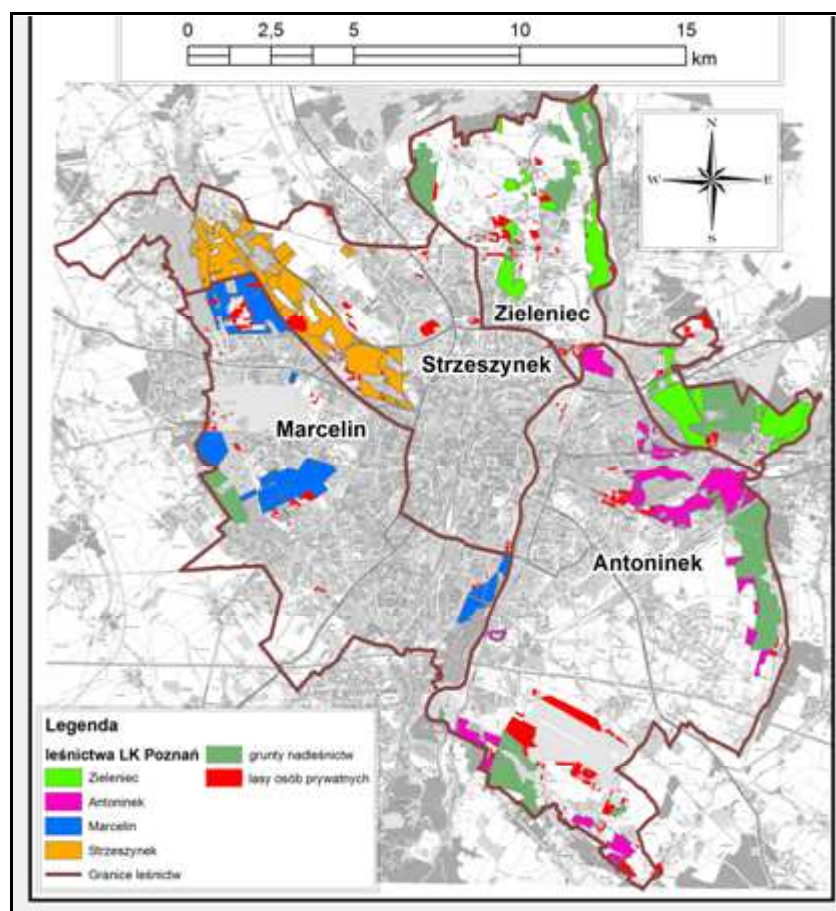 0 2,5 5 10 15
km
N
W E
S
Zieleniec
Strzeszynek
Marcelin
Antoninek
Legenda
leśnictwa LK Poznań
Zieleniec
Antoninek
Marcelin
Strzeszynek
Granice leśnictw
grunty nadleśnictw
lasy osób prywatnych